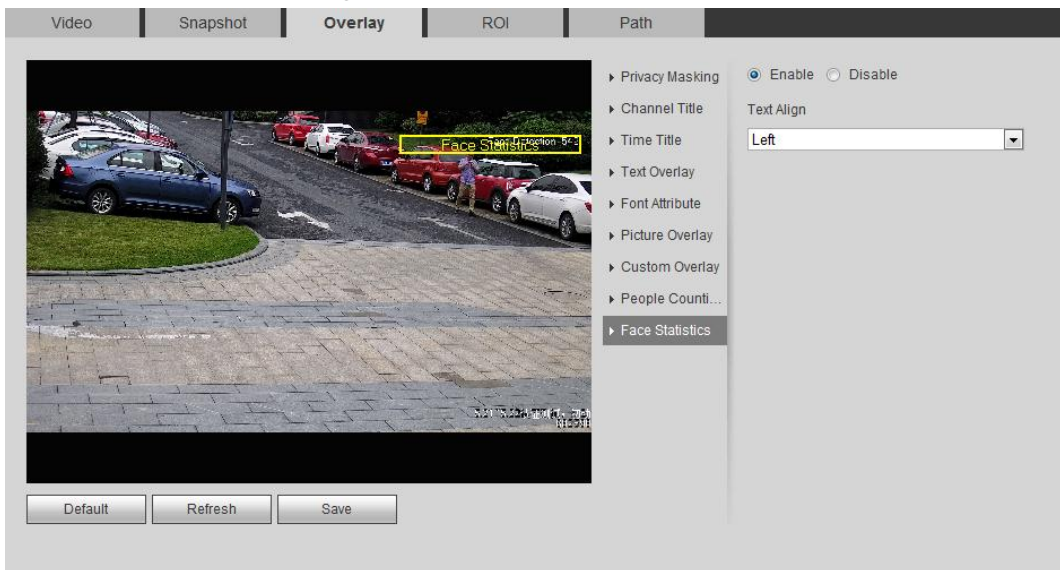 Video Snapshot Overlay ROI Path
Privacy Masking
Channel Title
Time Title
Text Overlay
Font Attribute
Picture Overlay
Custom Overlay
People Counti...
Face Statistics
Enable Disable
Text Align
Left
Face Statistics
Default Refresh Save